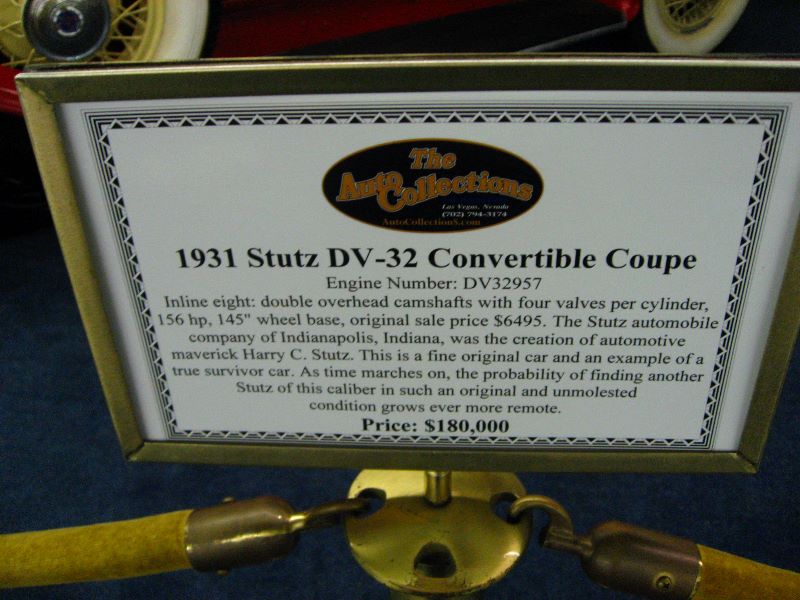 The
Auto
Collections
Las Vegas, Nevada
(702) 794-3174
AutoCollectionS.com
1931 Stutz DV-32 Convertible Coupe
Engine Number: DV32957
Inline eight: double overhead camshafts with four valves per cylinder,
156 hp, 145" wheel base, original sale price $6495. The Stutz automobile
company of Indianapolis, Indiana, was the creation of automotive
maverick Harry C. Stutz. This is a fine original car and an example of a
true survivor car. As time marches on, the probability of finding another
Stutz of this caliber in such an original and unmolested
condition grows ever more remote.
Price: $180,000